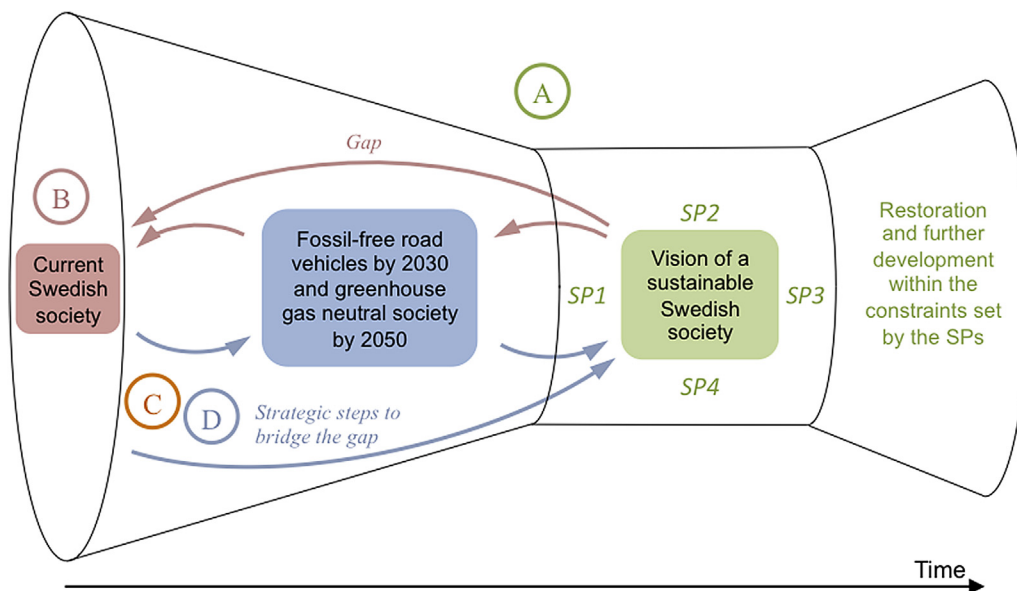 A
Gap
B
Current
Swedish
society
Fossil-free road
vehicles by 2030
and greenhouse
gas neutral society
by 2050
SP1
SP2
Vision of a
sustainable
Swedish
society
SP3
SP4
Restoration
and further
development
within the
constraints set
by the SPs
C
D
Strategic steps to
bridge the gap
Time